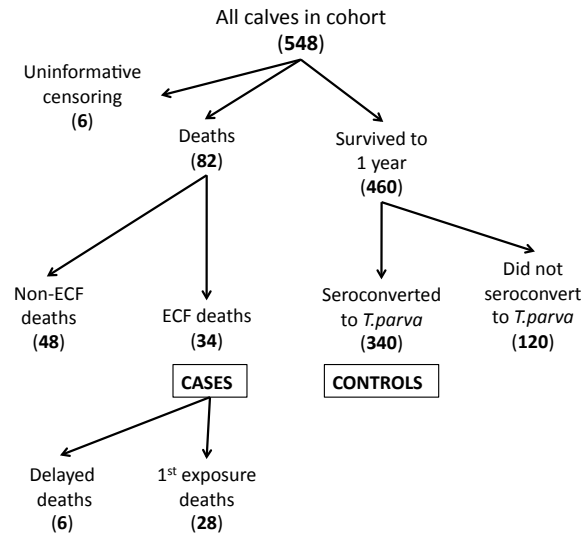 All calves in cohort
(548)
Uninformative
censoring
(6)
Deaths
(82)
Survived to
1 year
(460)
Non-ECF
deaths
(48)
ECF deaths
(34)
Seroconverted
to T.parva
(340)
Did not
seroconvert
to T.parva
(120)
CASES
CONTROLS
Delayed
deaths
(6)
1st exposure
deaths
(28)